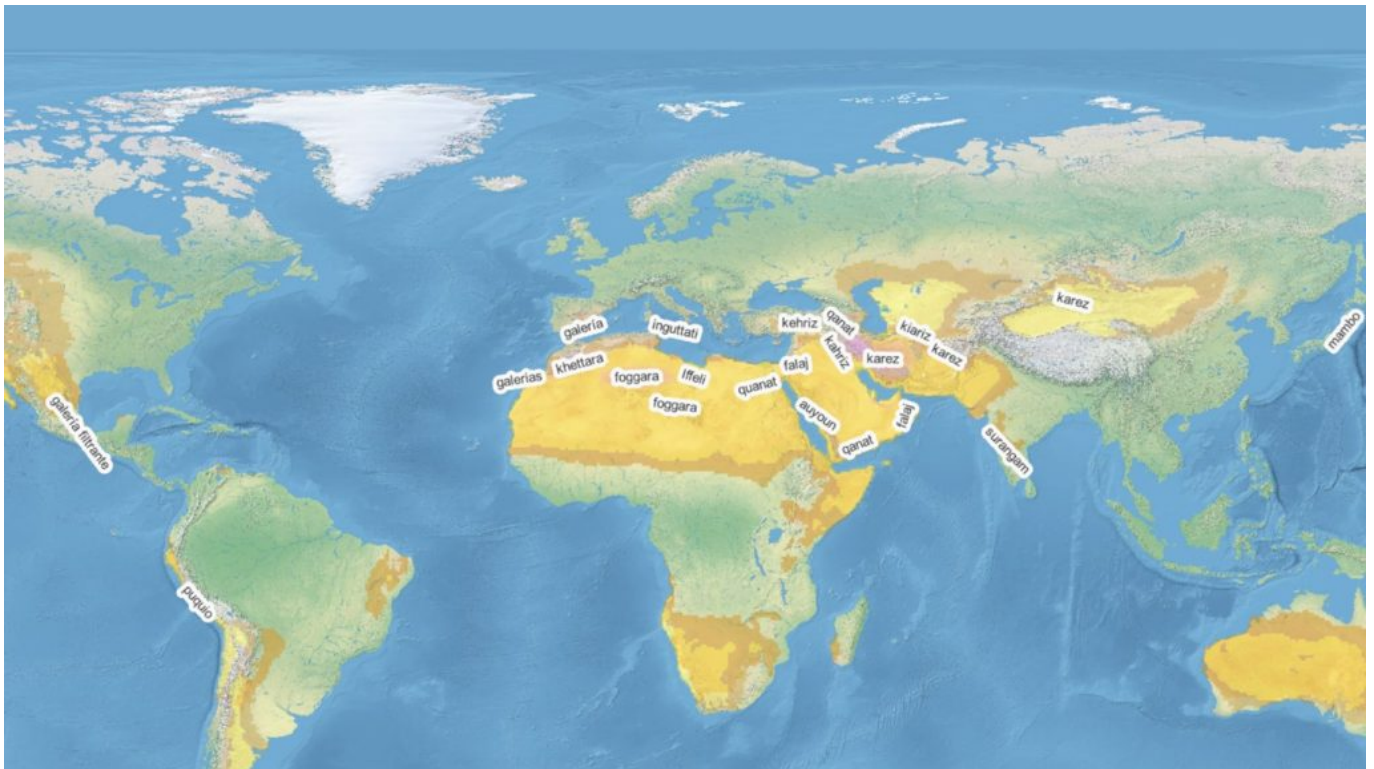 karez
galería
inguttati
kehriz
qanat
kiariz
mambo
karez
kahriz
karez
khettara
galerías
foggara
Iffeli
quanat
falaj
foggara
auyoun
falaj
galería filtrante
qanat
surangam
puquio